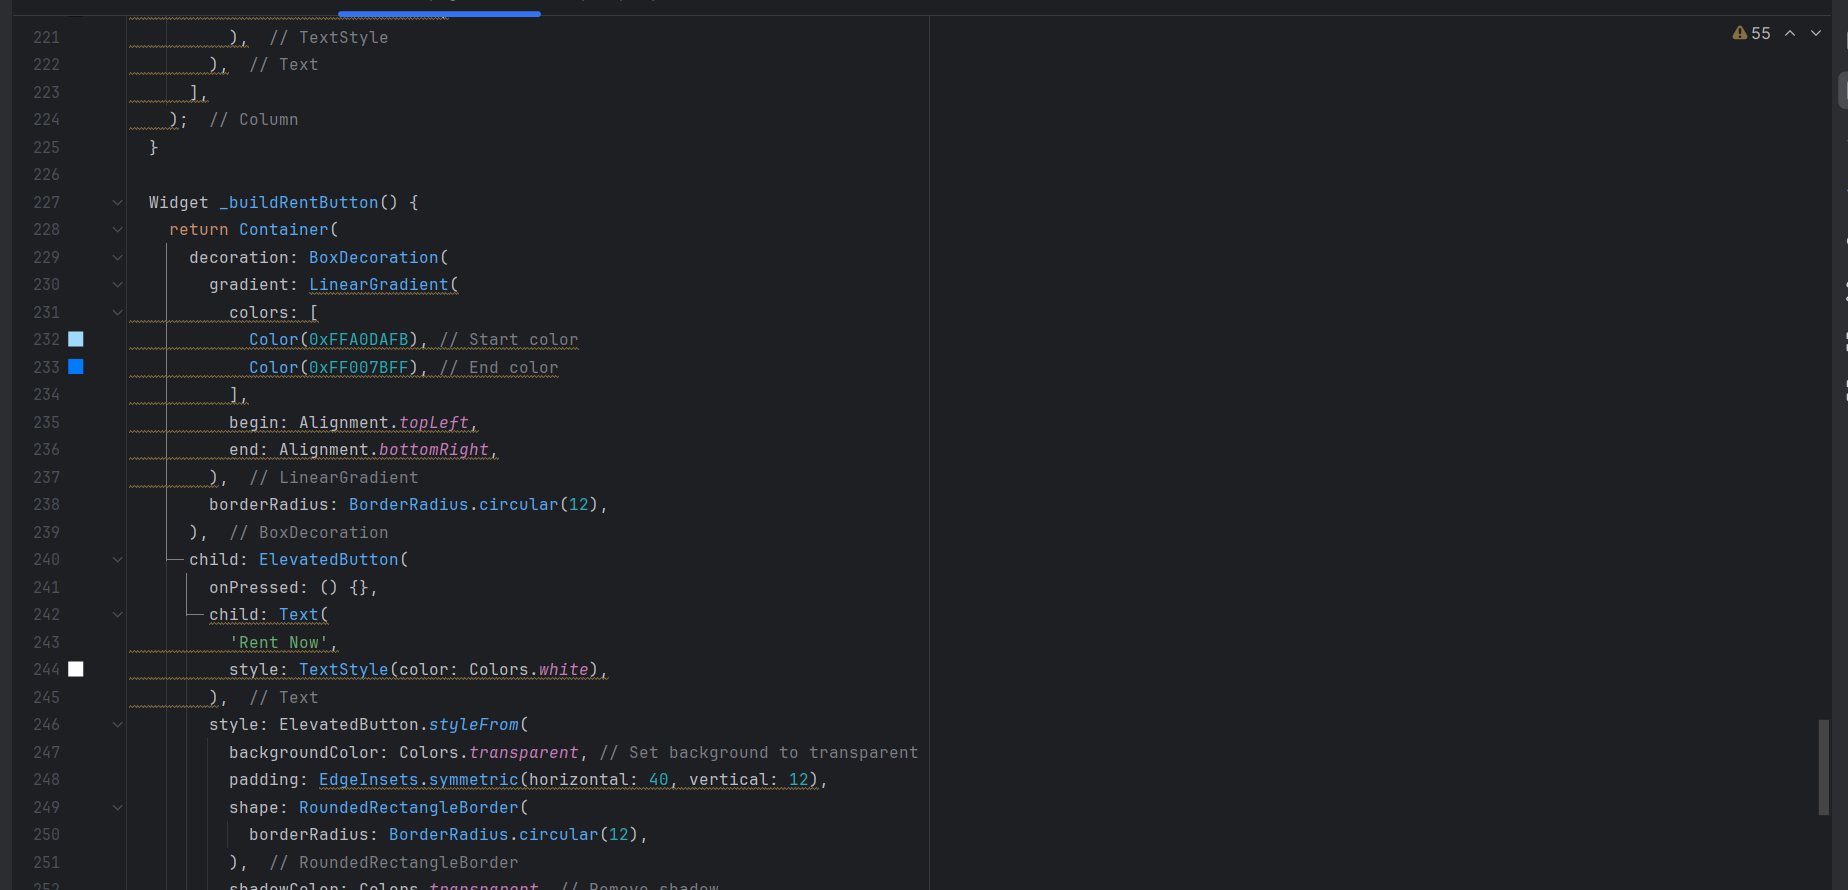 55
221 ), // TextStyle
222 ), // Text
223 ],
224 ); // Column
225 }
226
227 Widget _buildRentButton() {
228 return Container(
229 decoration: BoxDecoration(
230 gradient: LinearGradient(
231 colors: [
232 Color(0xFFA0DAFB), // Start color
233 Color(0xFF007BFF), // End color
234 ],
235 begin: Alignment.topLeft,
236 end: Alignment.bottomRight,
237 ), // LinearGradient
238 borderRadius: BorderRadius.circular(12),
239 ), // BoxDecoration
240 child: ElevatedButton(
241 onPressed: () {},
242 child: Text(
243 'Rent Now',
244 style: TextStyle(color: Colors.white),
245 ), // Text
246 style: ElevatedButton.styleFrom(
247 backgroundColor: Colors.transparent, // Set background to transparent
248 padding: EdgeInsets.symmetric(horizontal: 40, vertical: 12),
249 shape: RoundedRectangleBorder(
250 borderRadius: BorderRadius.circular(12),
251 ), // RoundedRectangleBorder
252 shadowColor: Colors.transparent, // Remove shadow